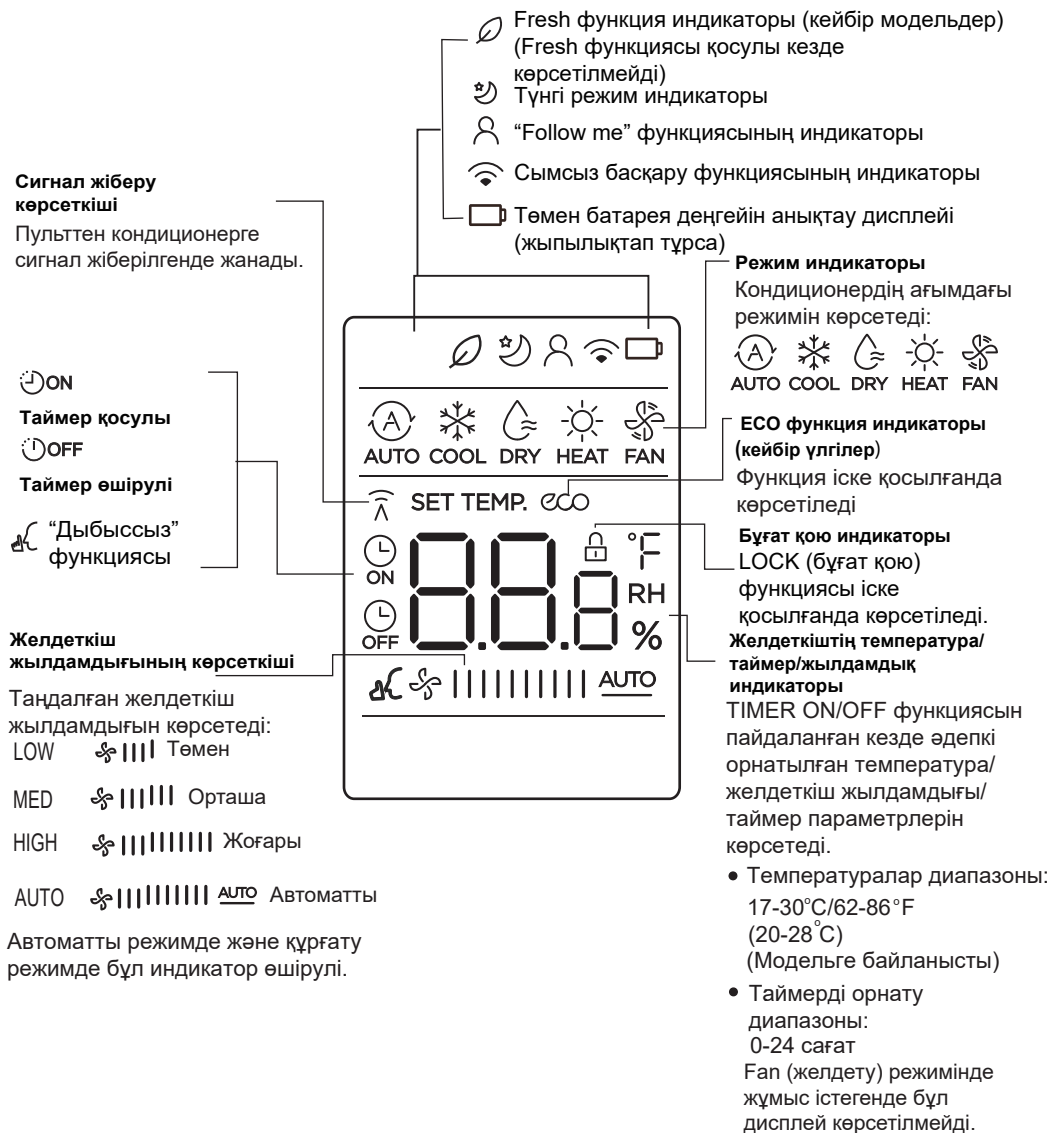 Fresh функция индикаторы (кейбір модельдер)
(Fresh функциясы қосулы кезде
көрсетілмейді)
Түнгі режим индикаторы
“Follow me” функциясының индикаторы
Сымсыз басқару функциясының индикаторы
Төмен батарея деңгейін анықтау дисплейі
(жыпылықтап тұрса)
Сигнал жіберу
көрсеткіші
Пульттен кондиционерге
сигнал жіберілгенде жанады.
ON
Таймер қосулы
OFF
Таймер өшірулі
“Дыбыссыз”
функциясы
Желдеткіш
жылдамдығының көрсеткіші
Таңдалған желдеткіш
жылдамдығын көрсетеді:
LOW Төмен
MED Орташа
HIGH Жоғары
AUTO AUTO Автоматты
Автоматты режимде және құрғату
режимде бұл индикатор өшірулі.
A
AUTO COOL DRY HEAT FAN
SET TEMP. eco
ON
OFF
88.8
°F
RH
%
AUTO
Режим индикаторы
Кондиционердің ағымдағы
режимін көрсетеді:
A
AUTO COOL DRY HEAT FAN
ECO функция индикаторы
(кейбір үлгілер)
Функция іске қосылғанда
көрсетіледі
Бұғат қою индикаторы
LOCK (бұғат қою)
функциясы іске
қосылғанда көрсетіледі.
Желдеткіштің температура/
таймер/жылдамдық
индикаторы
TIMER ON/OFF функциясын
пайдаланған кезде әдепкі
орнатылған температура/
желдеткіш жылдамдығы/
таймер параметрлерін
көрсетеді.
• Температуралар диапазоны:
17-30°C/62-86°F
(20-28°C)
(Модельге байланысты)
• Таймерді орнату
диапазоны:
0-24 сағат
Fan (желдету) режимінде
жұмыс істегенде бұл
дисплей көрсетілмейді.